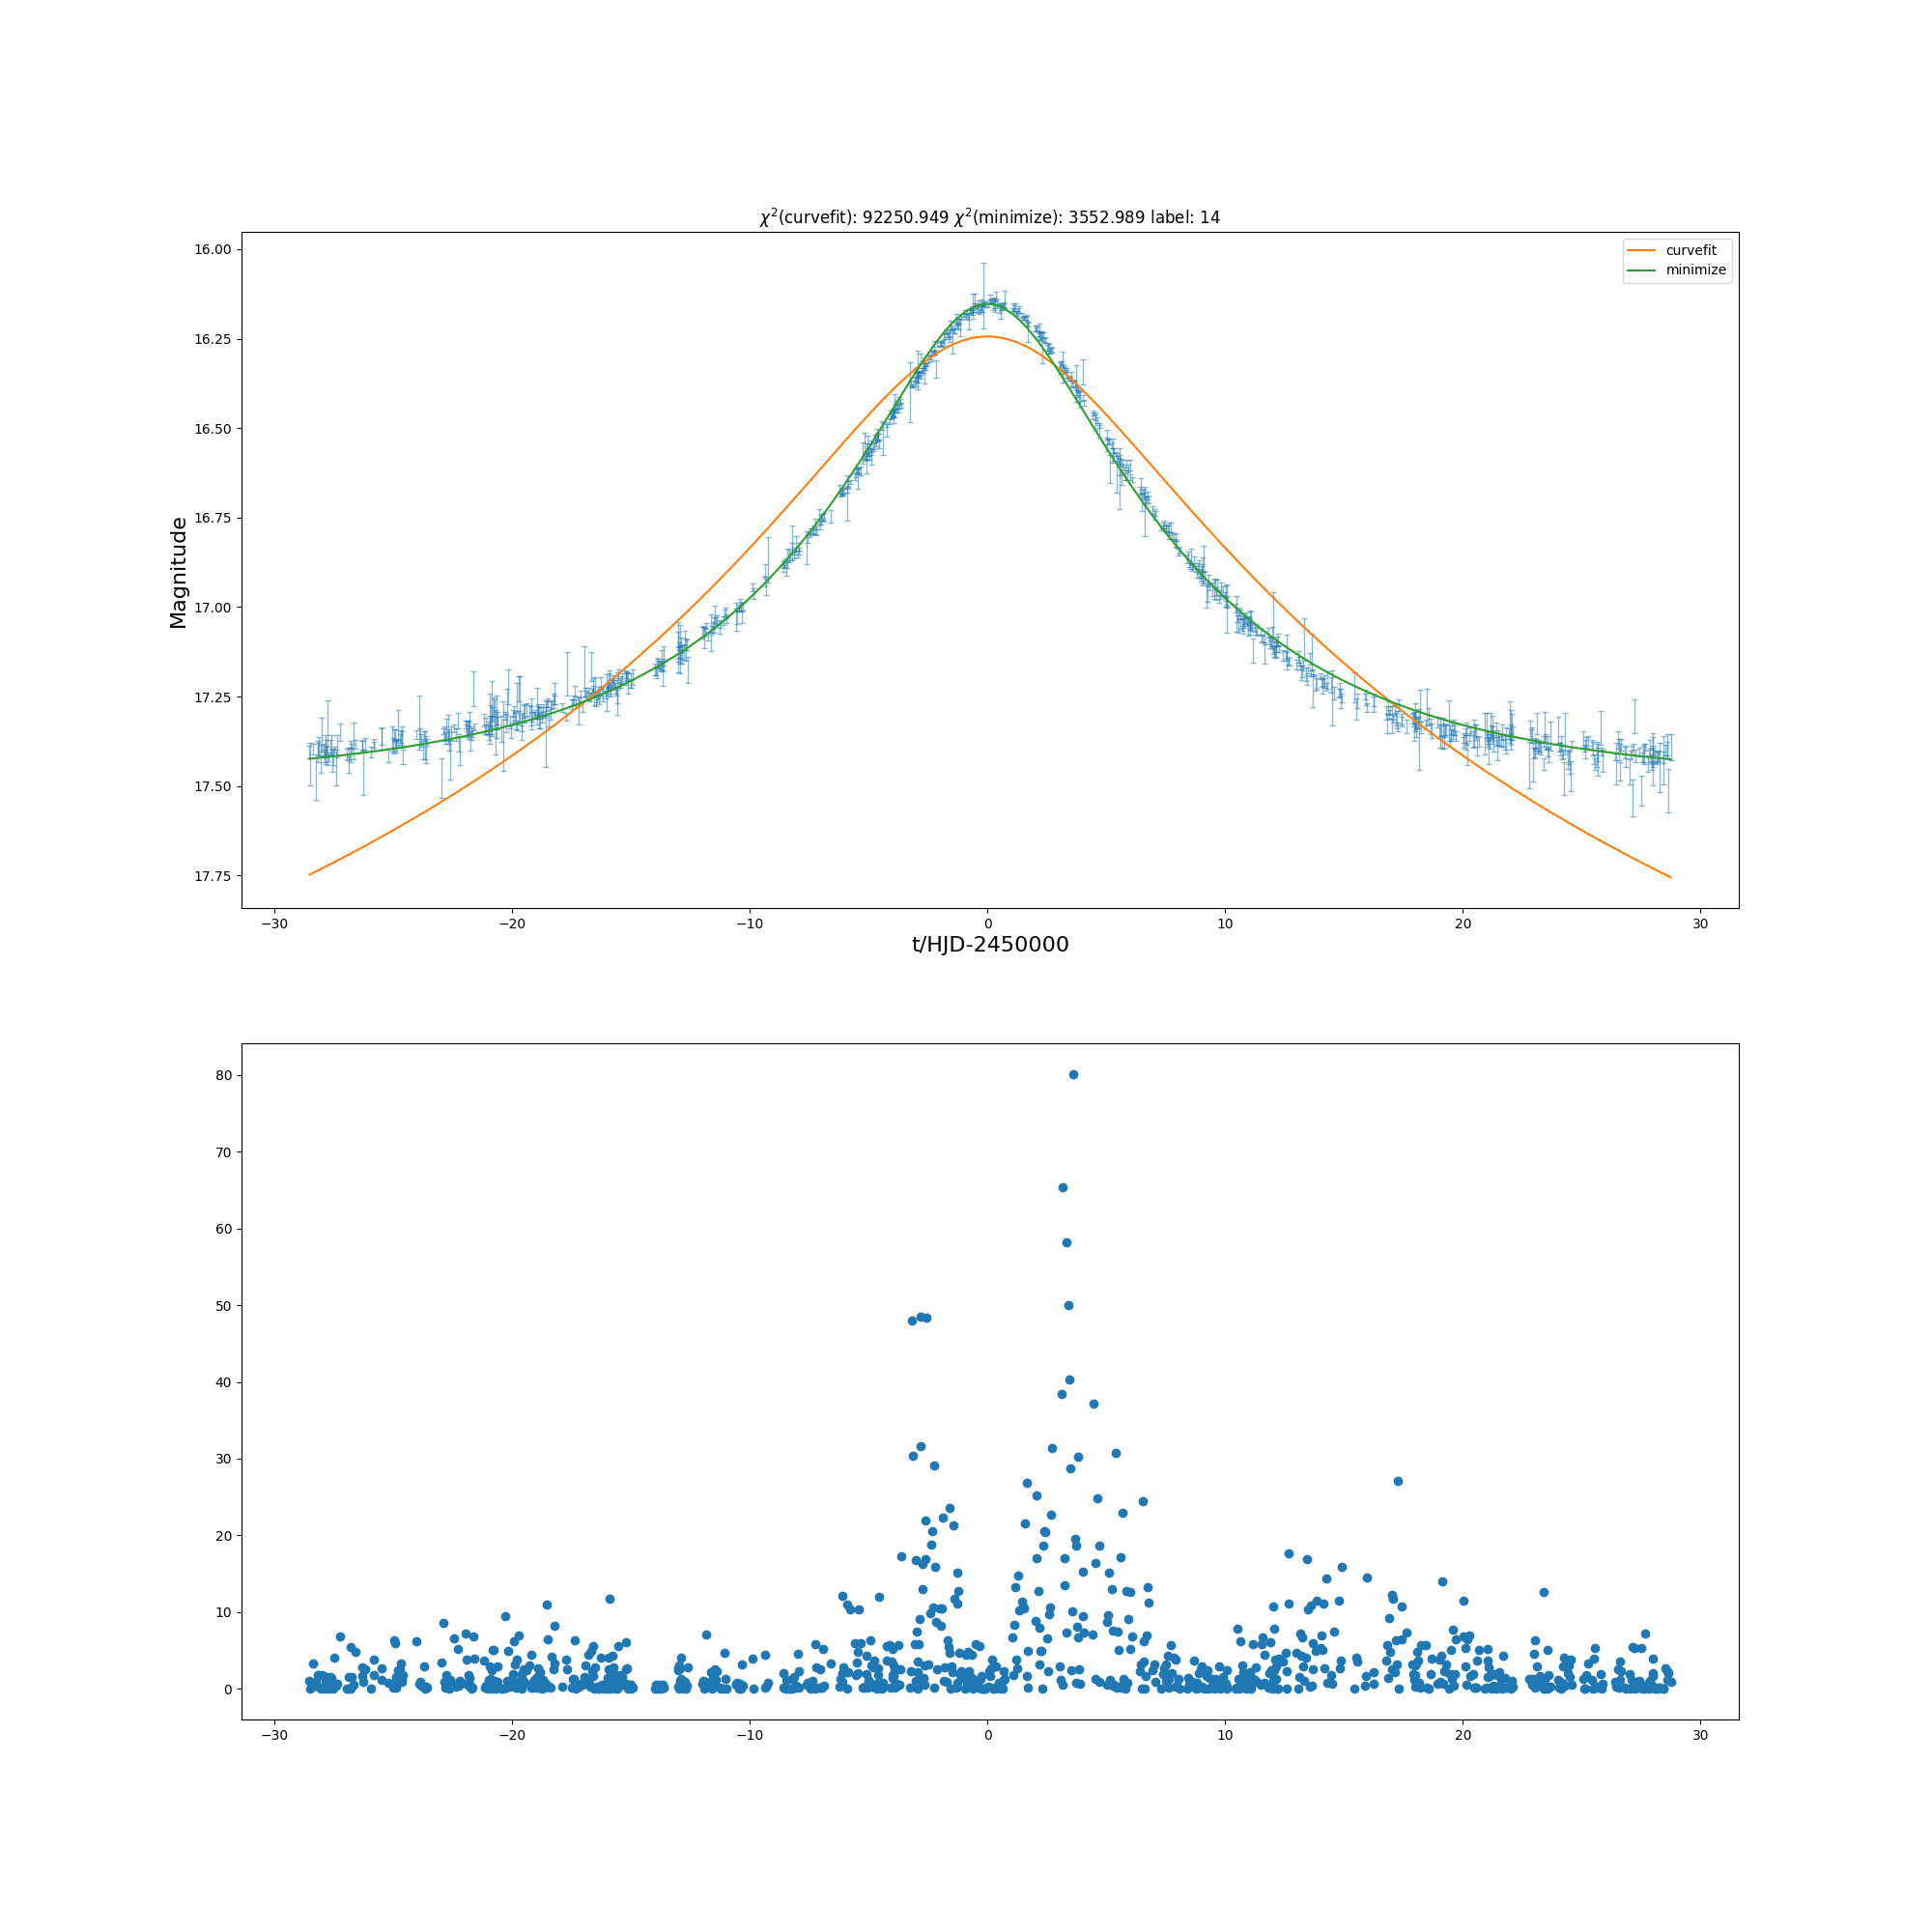 χ²(curvefit): 92250.949 χ²(minimize): 3552.989 label: 14
curvefit
minimize
Magnitude
16.00
16.25
16.50
16.75
17.00
17.25
17.50
17.75
−30 −20 −10 0 10 20 30
t/HJD-2450000
80
70
60
50
40
30
20
10
0
−30 −20 −10 0 10 20 30